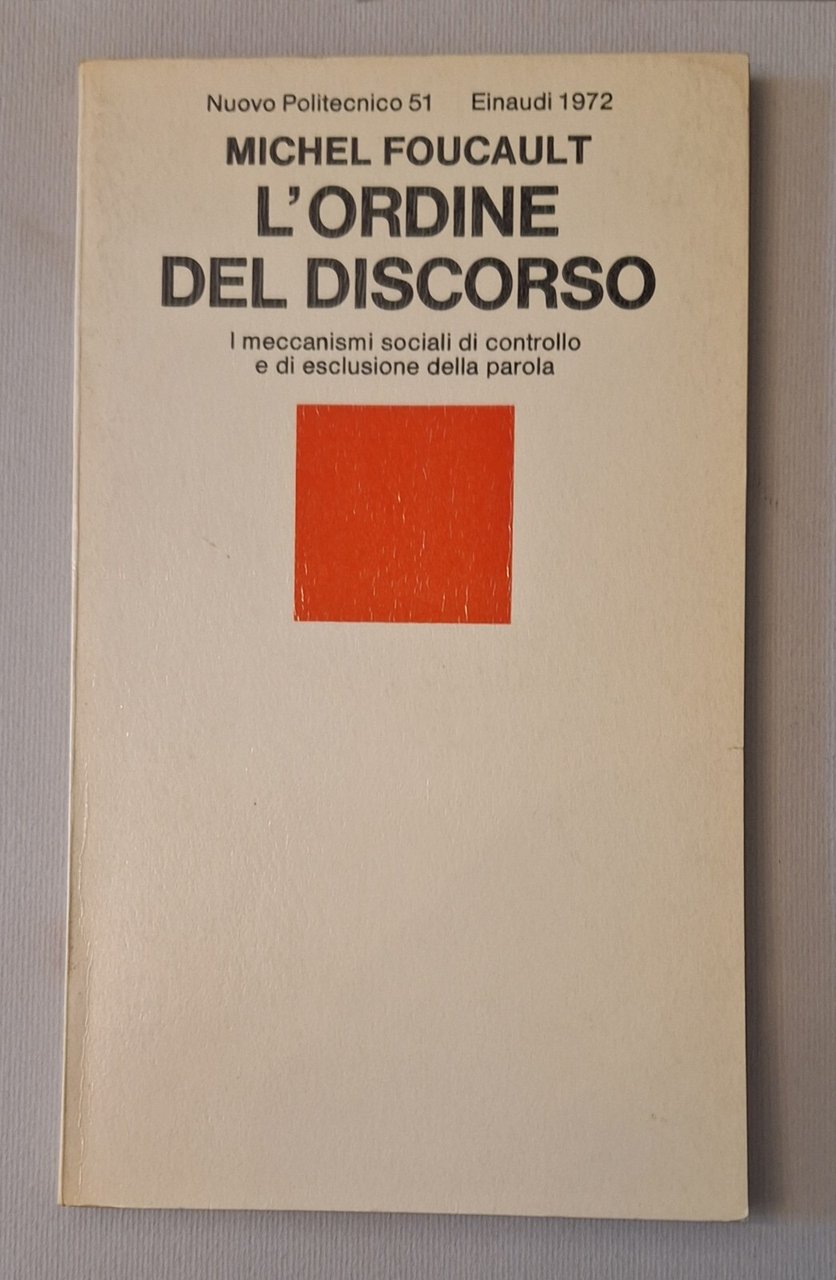 Nuovo Politecnico 51 Einaudi 1972
MICHEL FOUCAULT
L'ORDINE
DEL DISCORSO
I meccanismi sociali di controllo
e di esclusione della parola